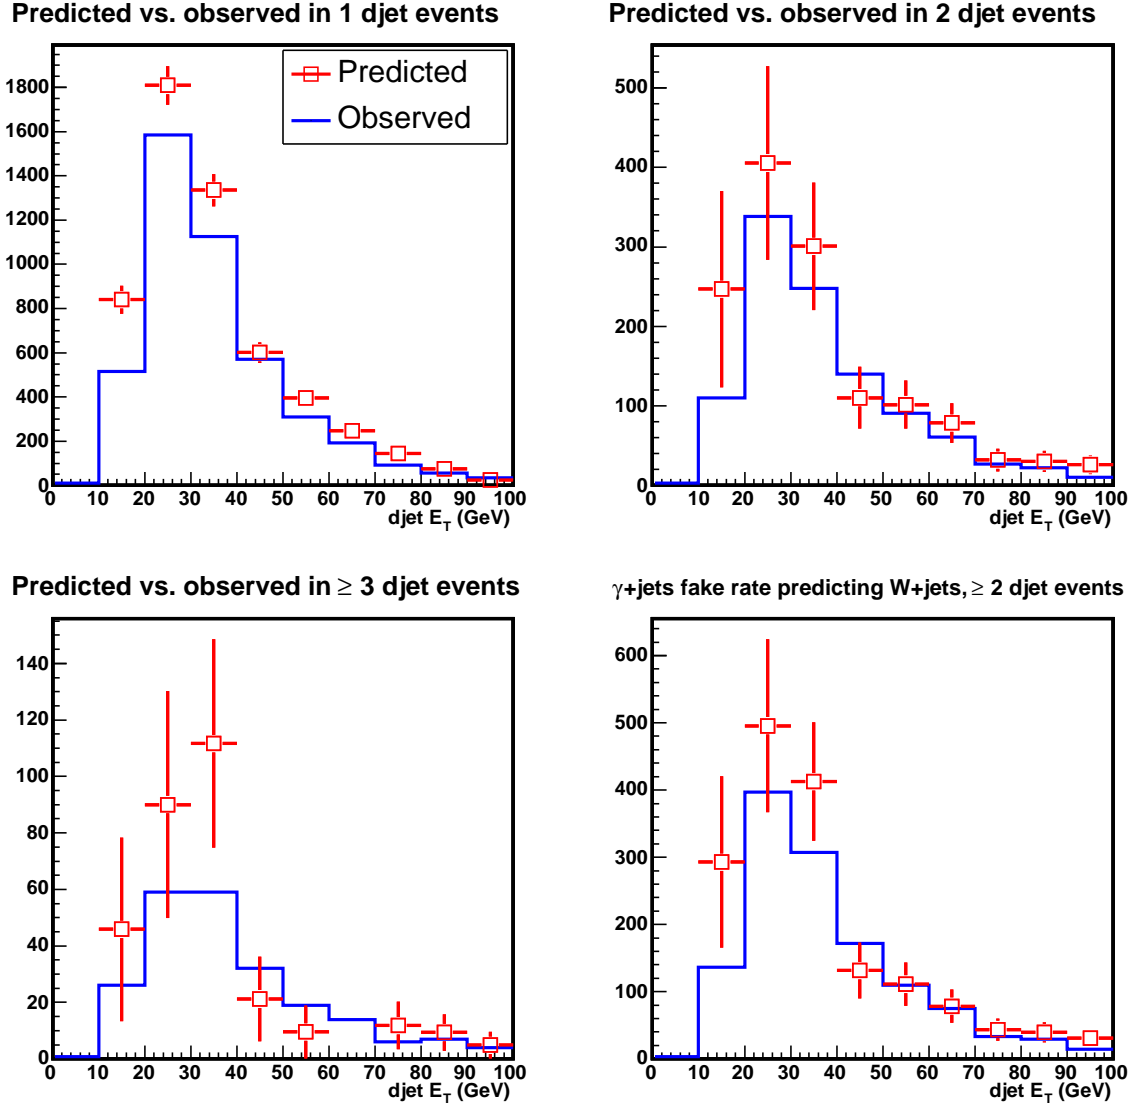 Predicted vs. observed in 1 djet events
Predicted
Observed
1800
1600
1400
1200
1000
800
600
400
200
0
0 10 20 30 40 50 60 70 80 90 100
djet E_T (GeV)
Predicted vs. observed in 2 djet events
500
400
300
200
100
0
0 10 20 30 40 50 60 70 80 90 100
djet E_T (GeV)
Predicted vs. observed in ≥ 3 djet events
140
120
100
80
60
40
20
0
0 10 20 30 40 50 60 70 80 90 100
djet E_T (GeV)
γ+jets fake rate predicting W+jets, ≥ 2 djet events
600
500
400
300
200
100
0
0 10 20 30 40 50 60 70 80 90 100
djet E_T (GeV)